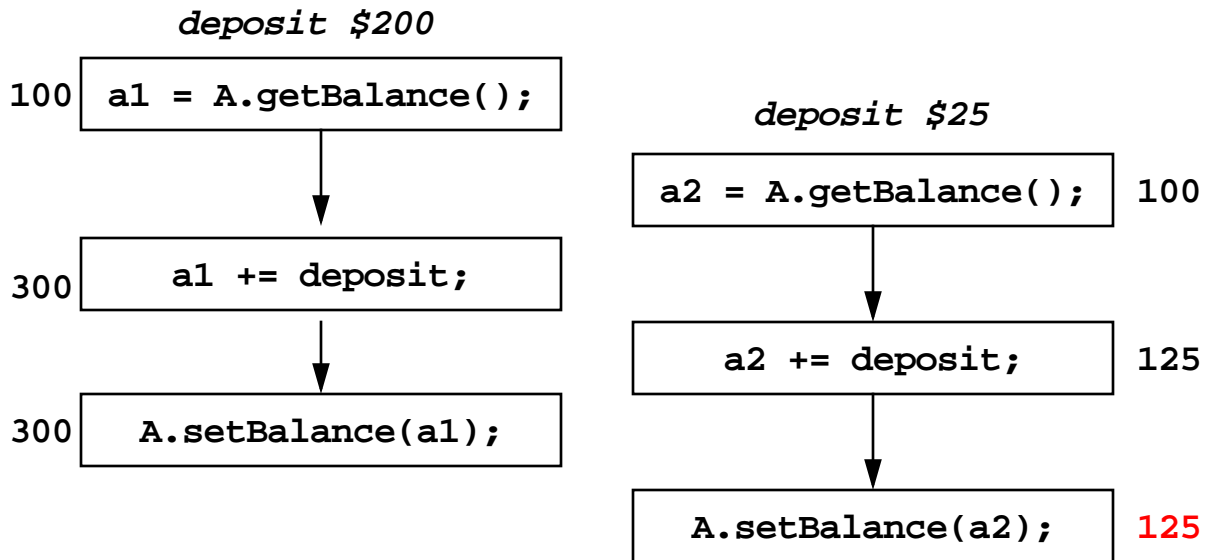 deposit $200
100 a1 = A.getBalance();
300 a1 += deposit;
300 A.setBalance(a1);
deposit $25
a2 = A.getBalance(); 100
a2 += deposit; 125
A.setBalance(a2); 125